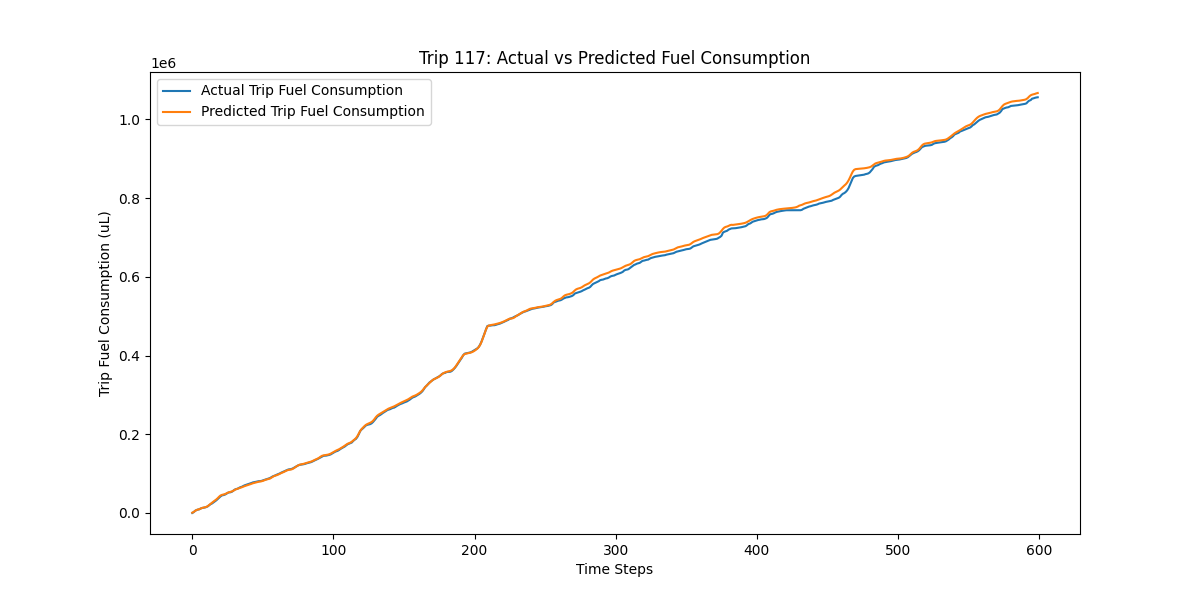 Trip 117: Actual vs Predicted Fuel Consumption
1e6
Actual Trip Fuel Consumption
Predicted Trip Fuel Consumption
Trip Fuel Consumption (uL)
1.0
0.8
0.6
0.4
0.2
0.0
0 100 200 300 400 500 600
Time Steps